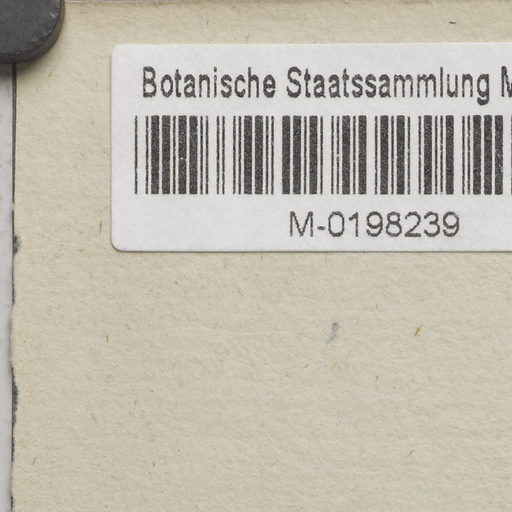 Botanische Staatssammlung M
M-0198239